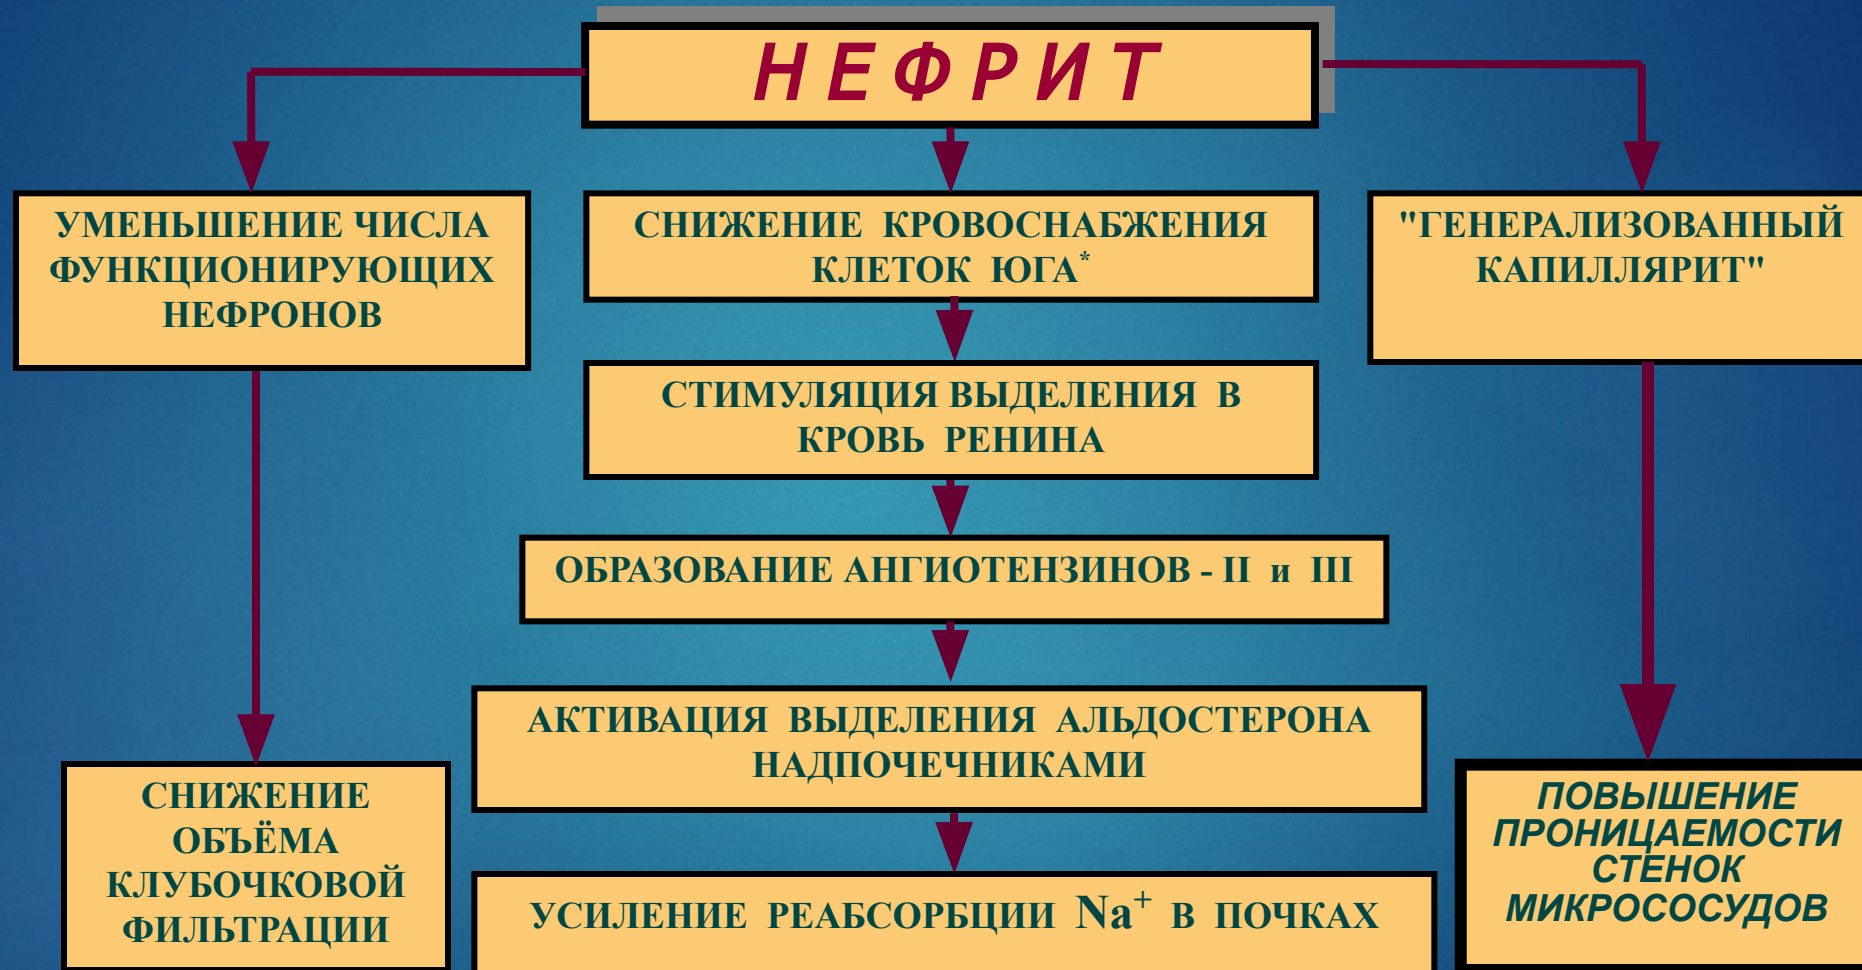 НЕФРИТ
УМЕНЬШЕНИЕ ЧИСЛА
ФУНКЦИОНИРУЮЩИХ
НЕФРОНОВ
СНИЖЕНИЕ КРОВОСНАБЖЕНИЯ
КЛЕТОК ЮГА*
"ГЕНЕРАЛИЗОВАННЫЙ
КАПИЛЛЯРИТ"
СТИМУЛЯЦИЯ ВЫДЕЛЕНИЯ В
КРОВЬ РЕНИНА
ОБРАЗОВАНИЕ АНГИОТЕНЗИНОВ - II и III
АКТИВАЦИЯ ВЫДЕЛЕНИЯ АЛЬДОСТЕРОНА
НАДПОЧЕЧНИКАМИ
СНИЖЕНИЕ
ОБЪЁМА
КЛУБОЧКОВОЙ
ФИЛЬТРАЦИИ
УСИЛЕНИЕ РЕАБСОРБЦИИ Na⁺ В ПОЧКАХ
ПОВЫШЕНИЕ
ПРОНИЦАЕМОСТИ
СТЕНОК
МИКРОСОСУДОВ